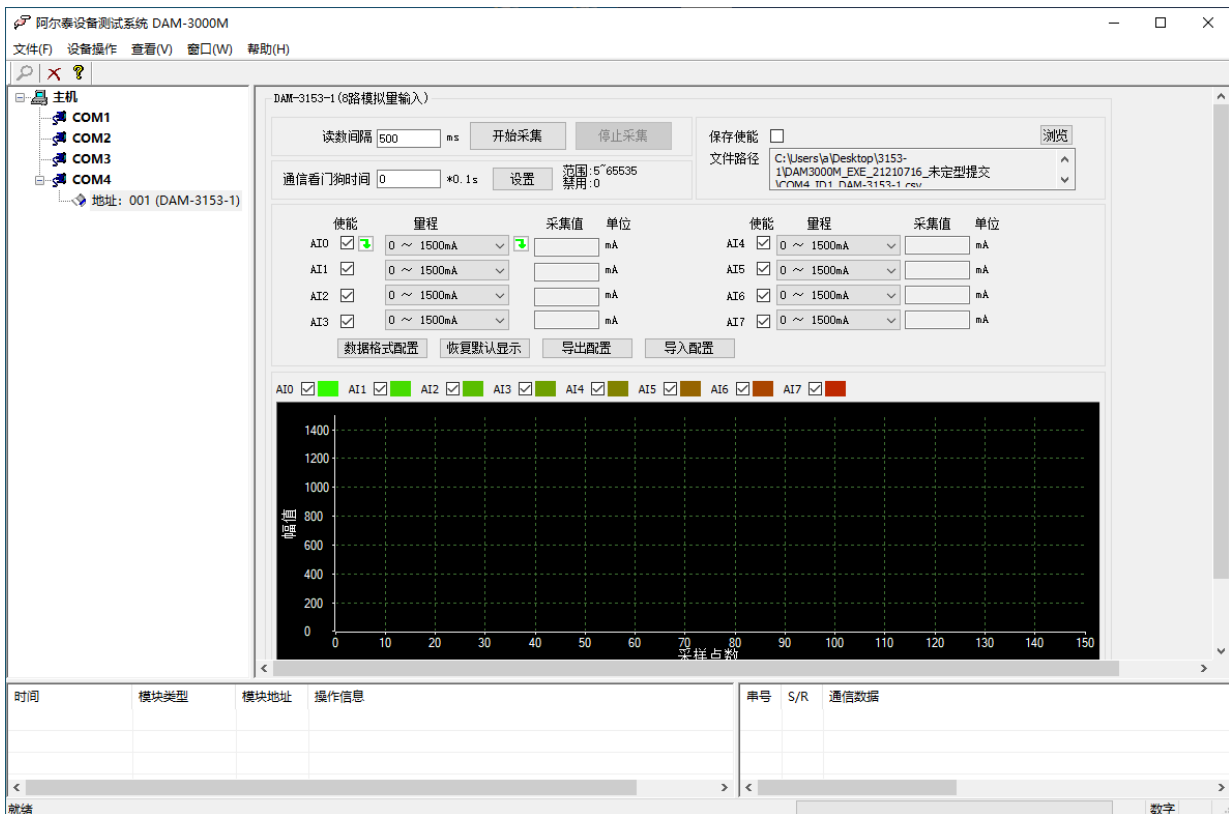 阿尔泰设备测试系统 DAM-3000M
文件(F) 设备操作 查看(V) 窗口(W) 帮助(H)
主机
COM1
COM2
COM3
COM4
地址：001 (DAM-3153-1)
DAM-3153-1(8路模拟量输入)
读数间隔 500 ms 开始采集 停止采集
通信看门狗时间 0 *0.1s 设置 范围:5~65535
禁用:0
保存使能 浏览
文件路径 C:\Users\a\Desktop\3153-
1\DAM3000M_EXE_21210716_未定型提交
\COM4_ID1_DAM-3153-1.csv
使能 量程 采集值 单位 使能 量程 采集值 单位
AI0 0 ～ 1500mA mA AI4 0 ～ 1500mA mA
AI1 0 ～ 1500mA mA AI5 0 ～ 1500mA mA
AI2 0 ～ 1500mA mA AI6 0 ～ 1500mA mA
AI3 0 ～ 1500mA mA AI7 0 ～ 1500mA mA
数据格式配置 恢复默认显示 导出配置 导入配置
AI0 AI1 AI2 AI3 AI4 AI5 AI6 AI7
1400
1200
1000
800
600
400
200
0
幅值
0 10 20 30 40 50 60 70 80 90 100 110 120 130 140 150
采样点数
时间 模块类型 模块地址 操作信息
串号 S/R 通信数据
就绪 数字